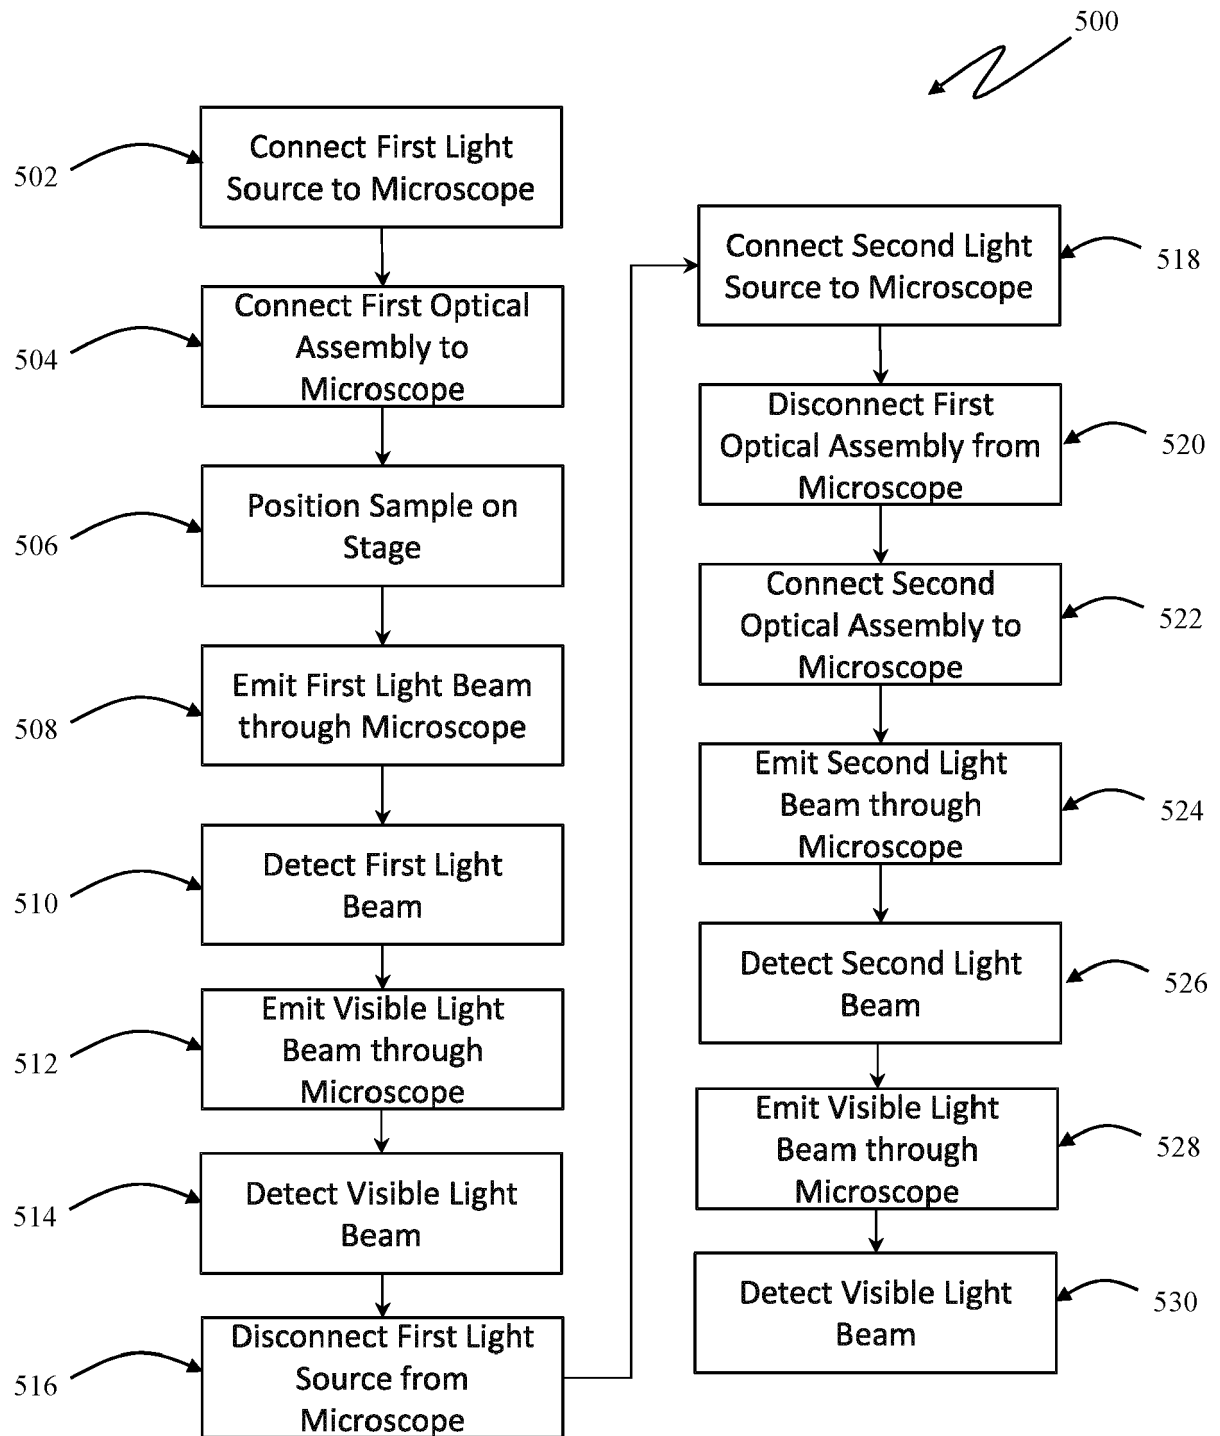 500
502
Connect First Light
Source to Microscope
504
Connect First Optical
Assembly to
Microscope
506
Position Sample on
Stage
508
Emit First Light Beam
through Microscope
510
Detect First Light
Beam
512
Emit Visible Light
Beam through
Microscope
514
Detect Visible Light
Beam
516
Disconnect First Light
Source from
Microscope
Connect Second Light
Source to Microscope
518
Disconnect First
Optical Assembly from
Microscope
520
Connect Second
Optical Assembly to
Microscope
522
Emit Second Light
Beam through
Microscope
524
Detect Second Light
Beam
526
Emit Visible Light
Beam through
Microscope
528
Detect Visible Light
Beam
530